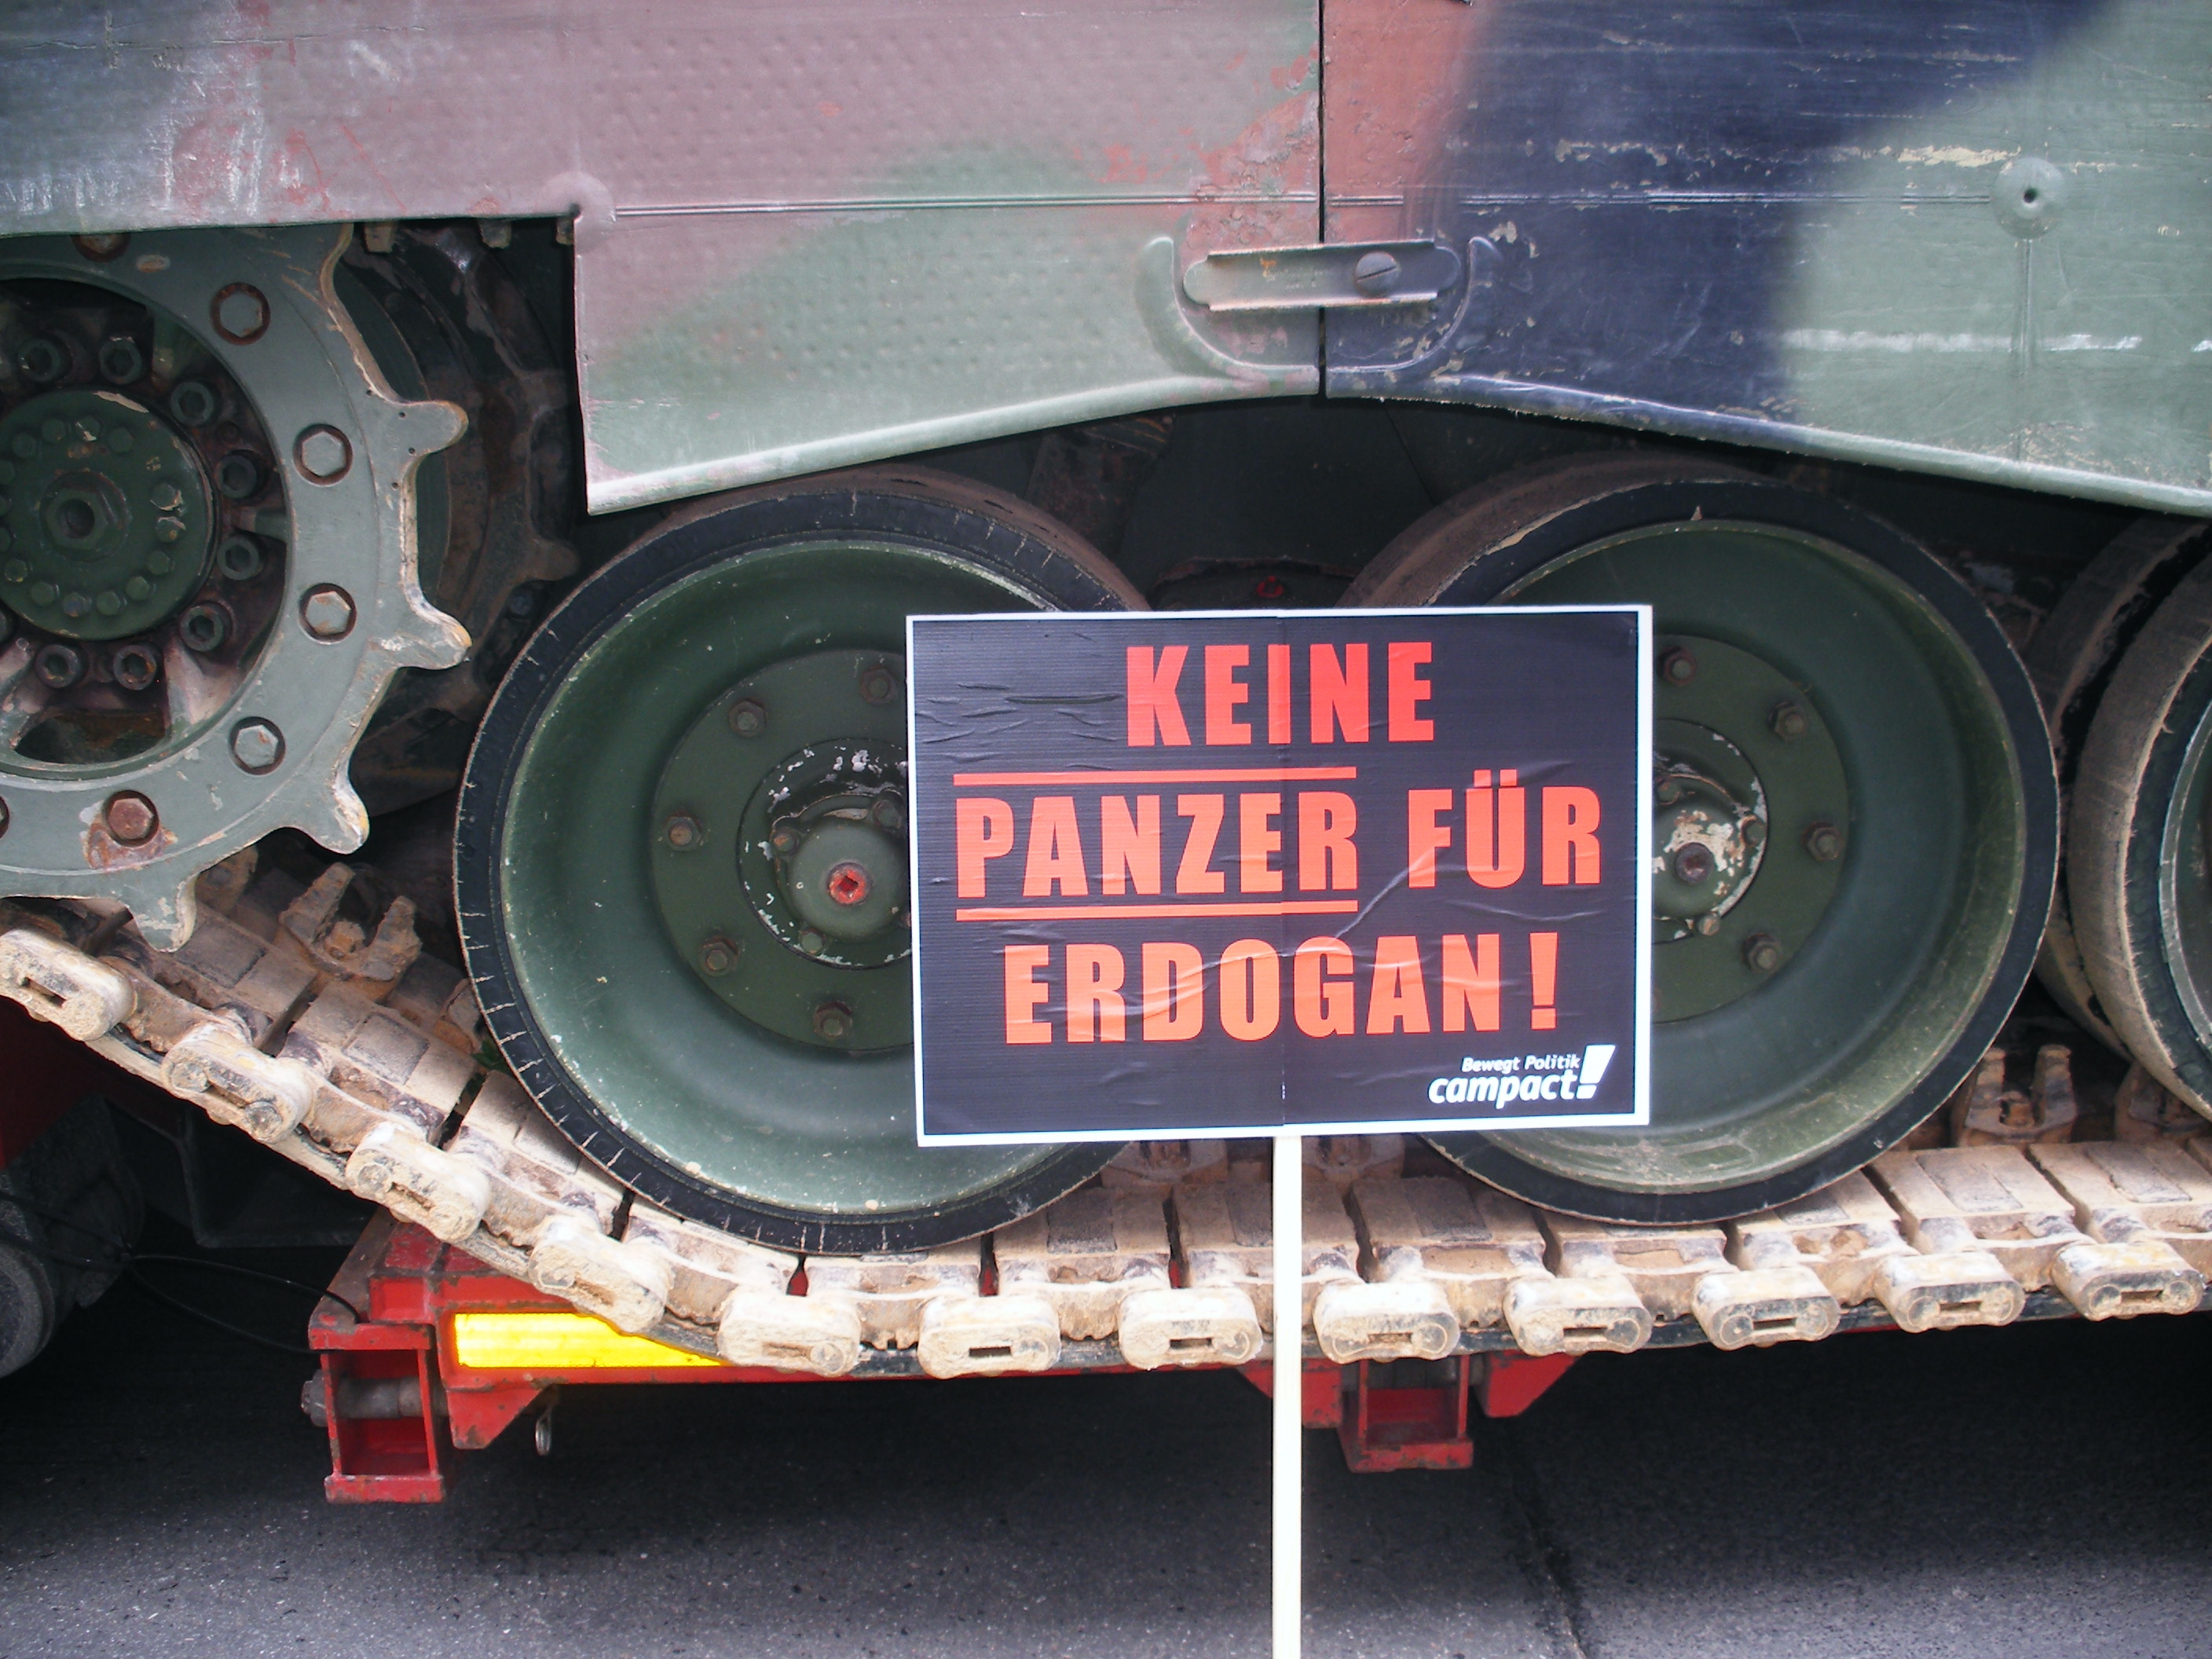 KEINE
PANZER FÜR
ERDOGAN!
Bewegt Politik
campact!